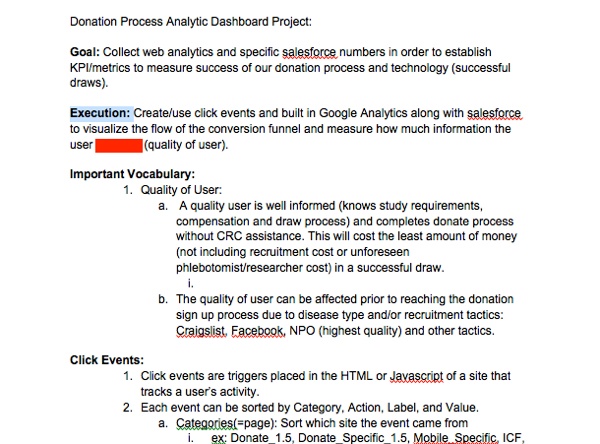 Donation Process Analytic Dashboard Project:
Goal: Collect web analytics and specific salesforce numbers in order to establish
KPI/metrics to measure success of our donation process and technology (successful
draws).
Execution: Create/use click events and built in Google Analytics along with salesforce
to visualize the flow of the conversion funnel and measure how much information the
user (quality of user).
Important Vocabulary:
1. Quality of User:
a. A quality user is well informed (knows study requirements,
compensation and draw process) and completes donate process
without CRC assistance. This will cost the least amount of money
(not including recruitment cost or unforeseen
phlebotomist/researcher cost) in a successful draw.
i.
b. The quality of user can be affected prior to reaching the donation
sign up process due to disease type and/or recruitment tactics:
Craigslist, Facebook, NPO (highest quality) and other tactics.
Click Events:
1. Click events are triggers placed in the HTML or Javascript of a site that
tracks a user's activity.
2. Each event can be sorted by Category, Action, Label, and Value.
a. Categories(=page): Sort which site the event came from
i. ex: Donate_1.5, Donate_Specific_1.5, Mobile_Specific, ICF,